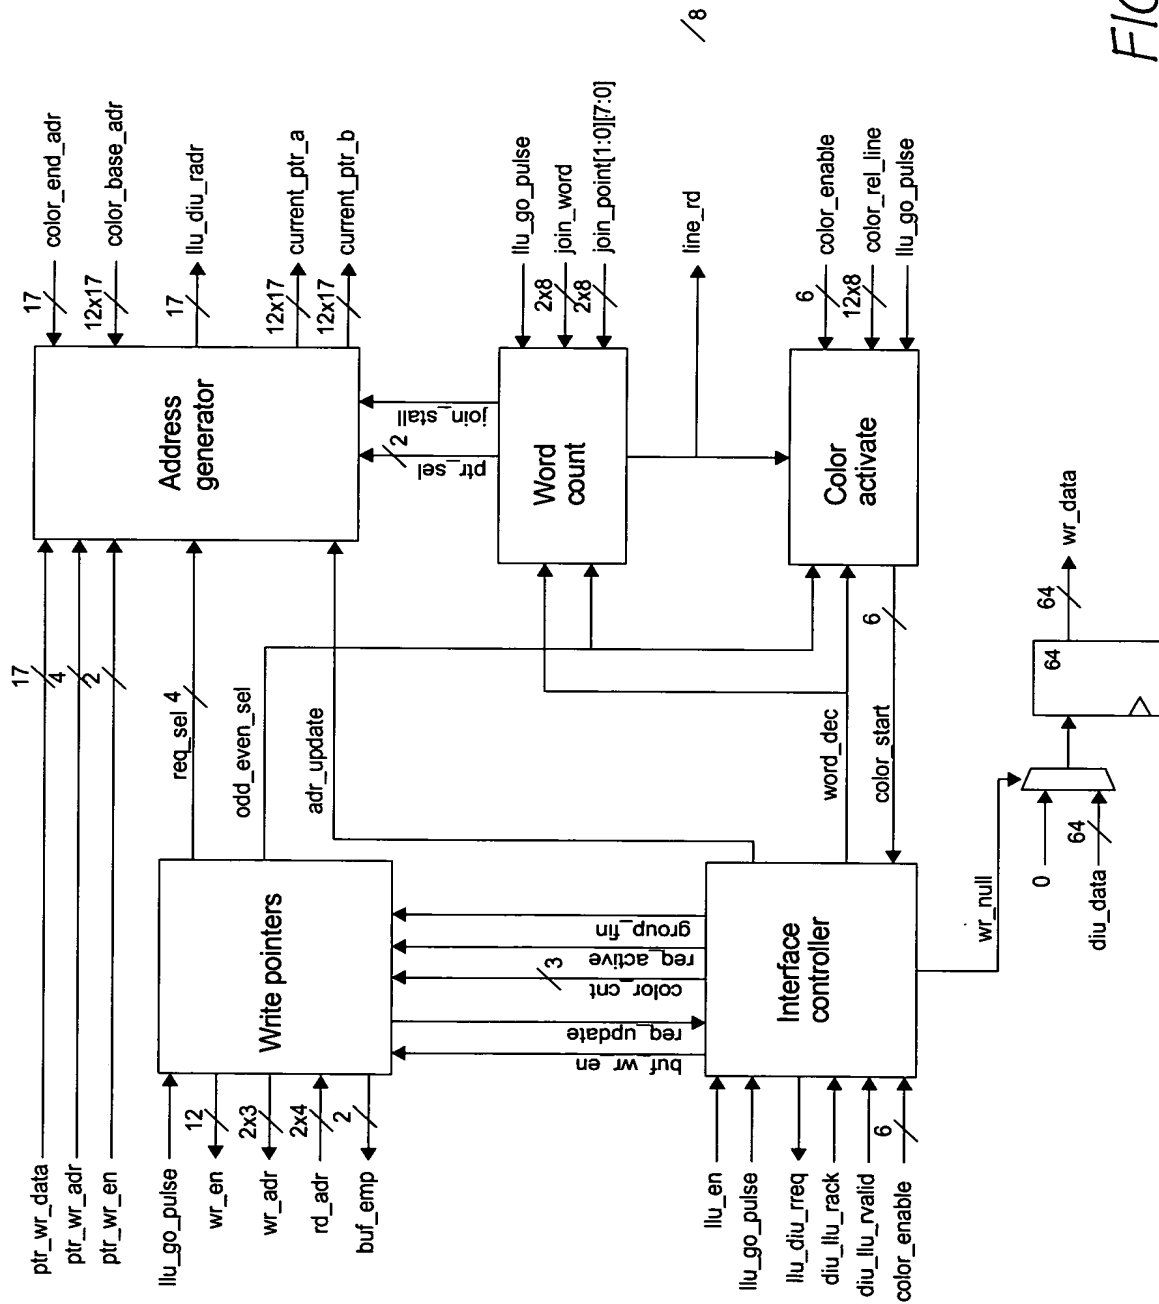 ptr_wr_data
17
ptr_wr_adr
4
ptr_wr_en
2
color_end_adr
17
color_base_adr
12x17
llu_diu_radr
17
current_ptr_a
12x17
current_ptr_b
12x17
Address
generator
llu_go_pulse
wr_en
12
wr_adr
2x3
rd_adr
2x4
buf_emp
2
Write pointers
req_sel
4
odd_even_sel
adr_update
join_stall
ptr_sel
2
Word
count
llu_go_pulse
join_word
2x8
join_point[1:0][7:0]
2x8
8
line_rd
buf_wr_en
req_update
color_cnt
3
req_active
group_fin
llu_en
llu_go_pulse
llu_diu_rreq
diu_llu_rack
diu_llu_rvalid
color_enable
6
Interface
controller
word_dec
color_start
6
Color
activate
color_enable
6
color_rel_line
12x8
llu_go_pulse
wr_null
0
diu_data
64
64
64
wr_data